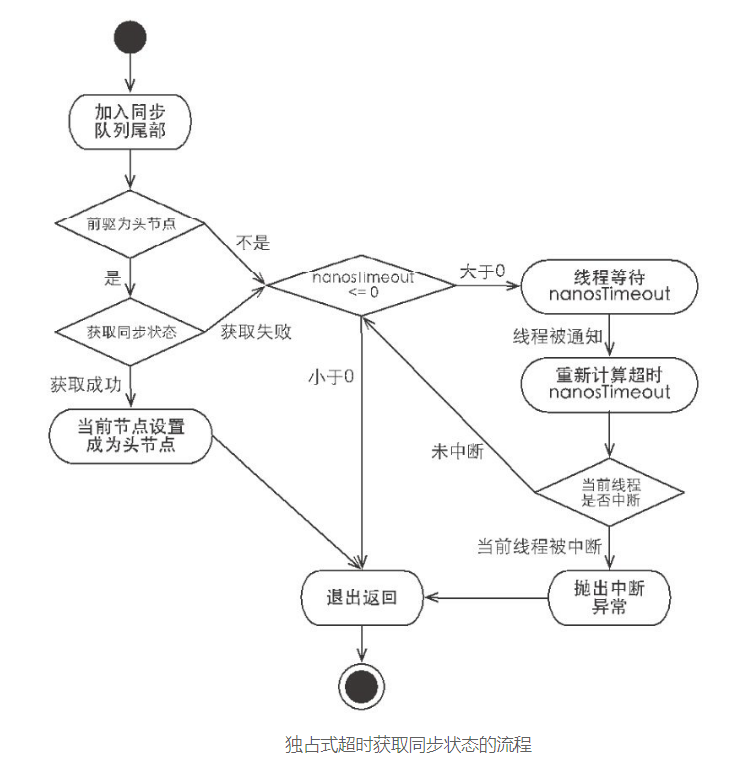 加入同步
队列尾部
前驱为头节点
不是
是
获取同步状态
获取失败
获取成功
当前节点设置
成为头节点
nanosTimeout
<= 0
大于0
小于0
线程等待
nanosTimeout
线程被通知
重新计算超时
nanosTimeout
未中断
当前线程
是否中断
当前线程被中断
抛出中断
异常
退出返回
独占式超时获取同步状态的流程